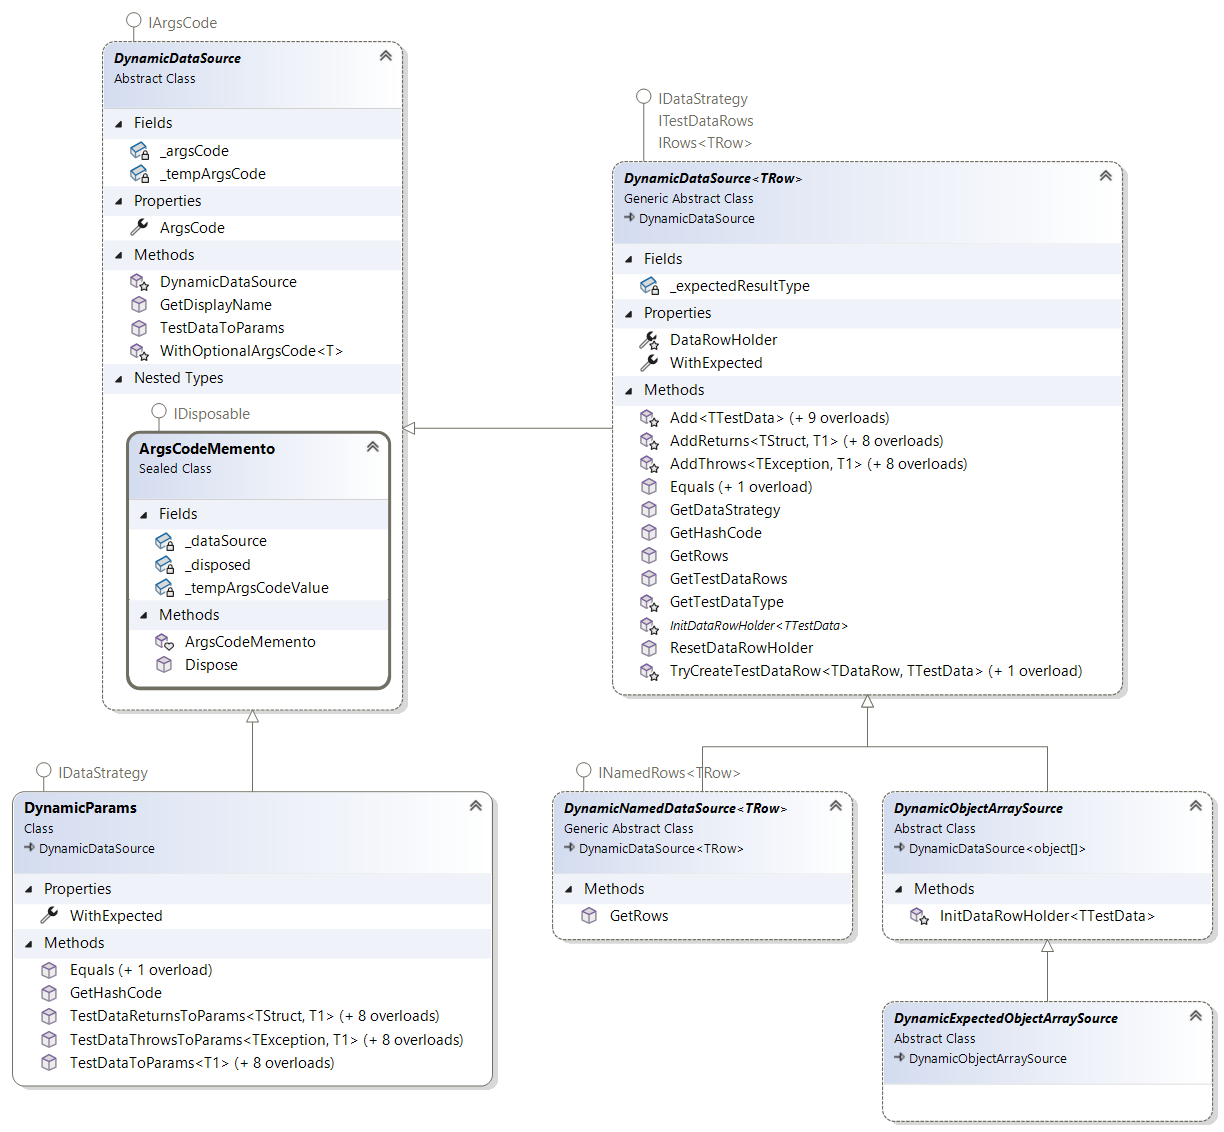 IArgsCode
DynamicDataSource
Abstract Class
Fields
_argsCode
_tempArgsCode
Properties
ArgsCode
Methods
DynamicDataSource
GetDisplayName
TestDataToParams
WithOptionalArgsCode<T>
Nested Types
IDisposable
ArgsCodeMemento
Sealed Class
Fields
_dataSource
_disposed
_tempArgsCodeValue
Methods
ArgsCodeMemento
Dispose
IDataStrategy
ITestDataRows
IRows<TRow>
DynamicDataSource<TRow>
Generic Abstract Class
DynamicDataSource
Fields
_expectedResultType
Properties
DataRowHolder
WithExpected
Methods
Add<TTestData> (+ 9 overloads)
AddReturns<TStruct, T1> (+ 8 overloads)
AddThrows<TException, T1> (+ 8 overloads)
Equals (+ 1 overload)
GetDataStrategy
GetHashCode
GetRows
GetTestDataRows
GetTestDataType
InitDataRowHolder<TTestData>
ResetDataRowHolder
TryCreateTestDataRow<TDataRow, TTestData> (+ 1 overload)
IDataStrategy
DynamicParams
Class
DynamicDataSource
Properties
WithExpected
Methods
Equals (+ 1 overload)
GetHashCode
TestDataReturnsToParams<TStruct, T1> (+ 8 overloads)
TestDataThrowsToParams<TException, T1> (+ 8 overloads)
TestDataToParams<T1> (+ 8 overloads)
INamedRows<TRow>
DynamicNamedDataSource<TRow>
Generic Abstract Class
DynamicDataSource<TRow>
Methods
GetRows
DynamicObjectArraySource
Abstract Class
DynamicDataSource<object[]>
Methods
InitDataRowHolder<TTestData>
DynamicExpectedObjectArraySource
Abstract Class
DynamicObjectArraySource